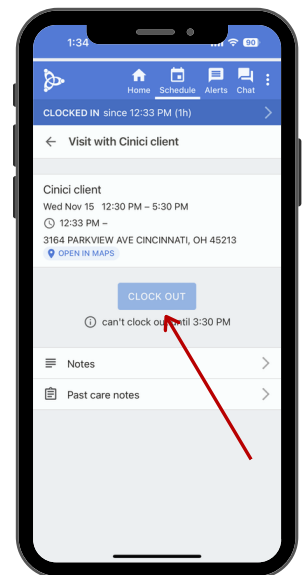 1:34
90
Home Schedule Alerts Chat
CLOCKED IN since 12:33 PM (1h)
Visit with Cinici client
Cinici client
Wed Nov 15 12:30 PM – 5:30 PM
12:33 PM –
3164 PARKVIEW AVE CINCINNATI, OH 45213
OPEN IN MAPS
CLOCK OUT
can't clock out until 3:30 PM
Notes
Past care notes